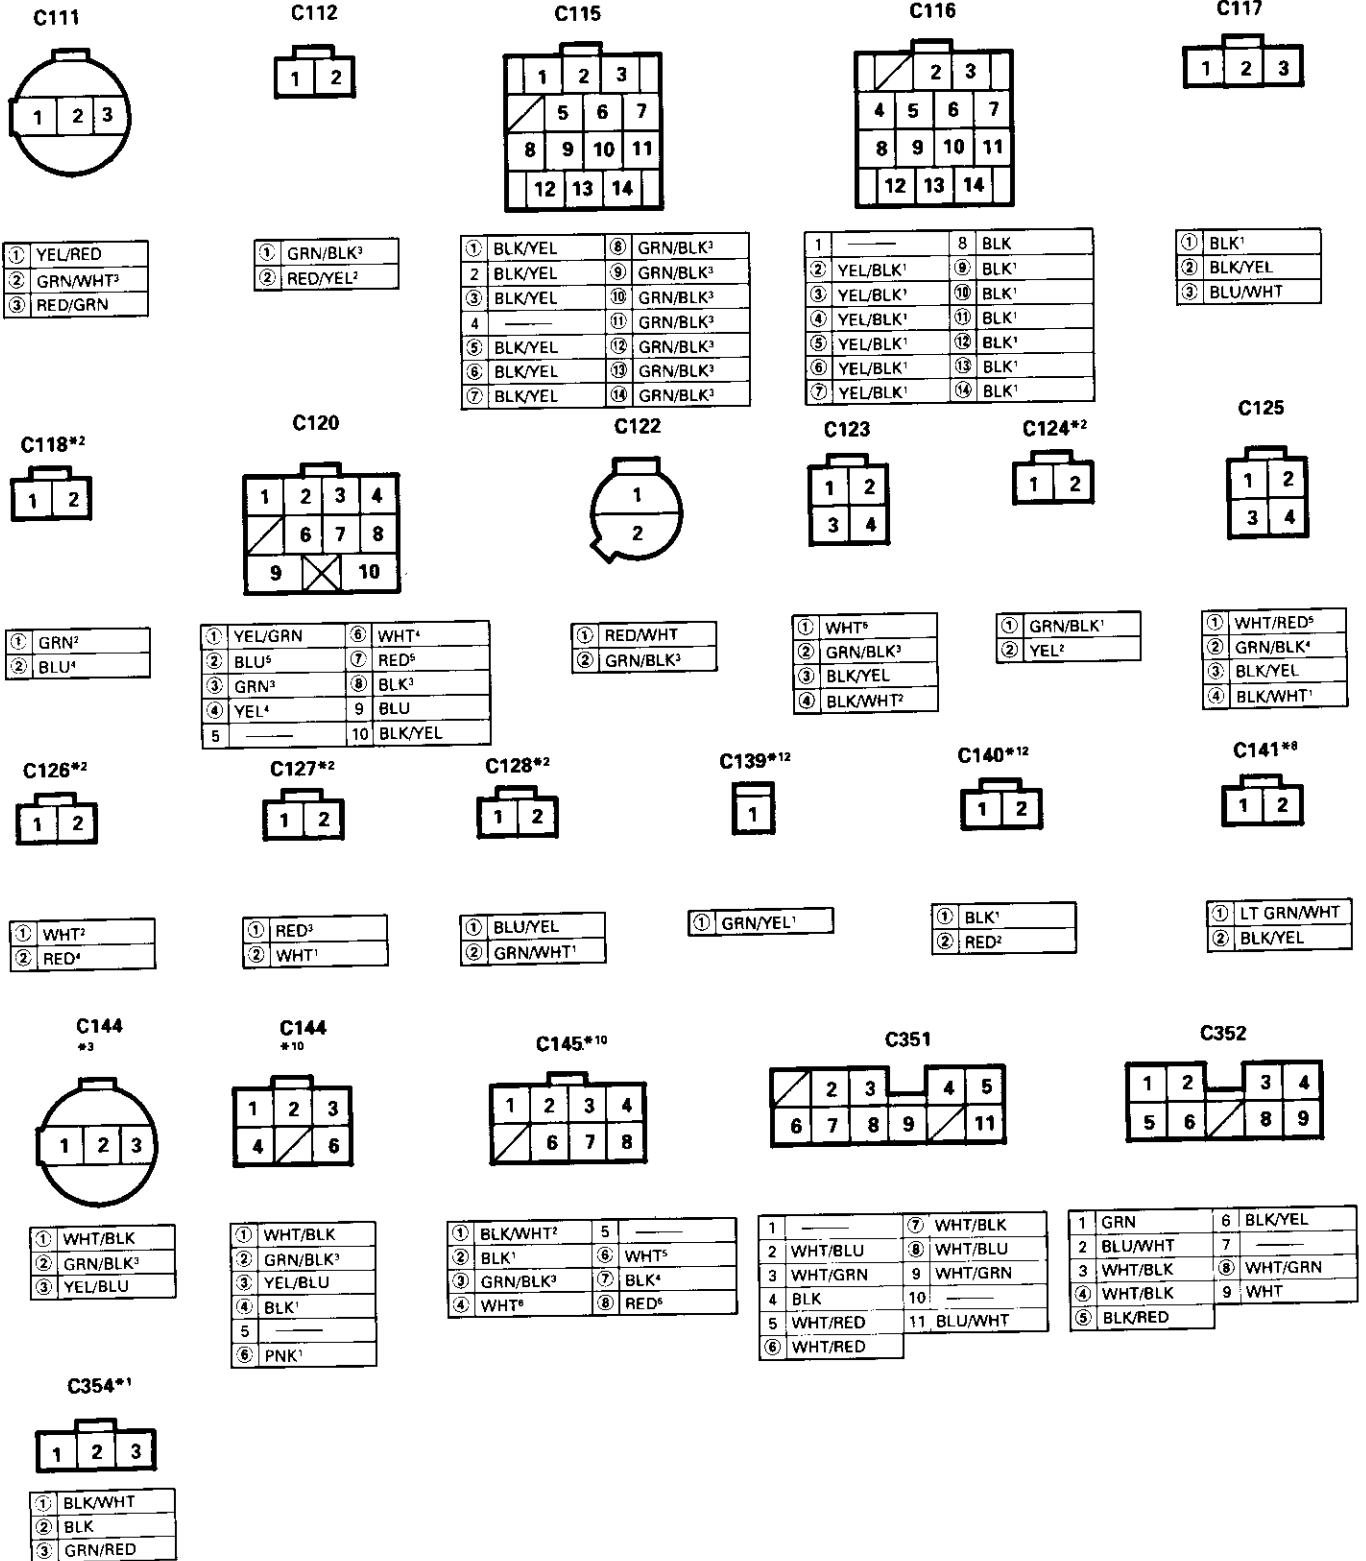 C111 C112 C115 C116 C117
1 2 3
1 2
1 2 3
5 6 7
8 9 10 11
12 13 14
2 3
4 5 6 7
8 9 10 11
12 13 14
1 2 3
① YEL/RED
② GRN/WHT³
③ RED/GRN
① GRN/BLK³
② RED/YEL²
① BLK/YEL ⑧ GRN/BLK³
2 BLK/YEL ⑨ GRN/BLK³
③ BLK/YEL ⑩ GRN/BLK³
4 —— ⑪ GRN/BLK³
⑤ BLK/YEL ⑫ GRN/BLK³
⑥ BLK/YEL ⑬ GRN/BLK³
⑦ BLK/YEL ⑭ GRN/BLK³
1 —— 8 BLK
② YEL/BLK¹ ⑨ BLK¹
③ YEL/BLK¹ ⑩ BLK¹
④ YEL/BLK¹ ⑪ BLK¹
⑤ YEL/BLK¹ ⑫ BLK¹
⑥ YEL/BLK¹ ⑬ BLK¹
⑦ YEL/BLK¹ ⑭ BLK¹
① BLK¹
② BLK/YEL
③ BLU/WHT
C118*2 C120 C122 C123 C124*2 C125
1 2
1 2 3 4
6 7 8
9 10
1
2
1 2
3 4
1 2
1 2
3 4
① GRN²
② BLU⁴
① YEL/GRN ⑥ WHT⁴
② BLU⁵ ⑦ RED⁵
③ GRN³ ⑧ BLK³
④ YEL⁴ 9 BLU
5 —— 10 BLK/YEL
① RED/WHT
② GRN/BLK³
① WHT⁶
② GRN/BLK³
③ BLK/YEL
④ BLK/WHT²
① GRN/BLK¹
② YEL²
① WHT/RED⁵
② GRN/BLK⁴
③ BLK/YEL
④ BLK/WHT¹
C126*2 C127*2 C128*2 C139*12 C140*12 C141*8
1 2
1 2
1 2
1
1 2
1 2
① WHT²
② RED⁴
① RED³
② WHT¹
① BLU/YEL
② GRN/WHT¹
① GRN/YEL¹
① BLK¹
② RED²
① LT GRN/WHT
② BLK/YEL
C144 C144 C145*10 C351 C352
*3 *10
1 2 3
1 2 3
4 6
1 2 3 4
6 7 8
2 3 4 5
6 7 8 9 11
1 2 3 4
5 6 8 9
① WHT/BLK
② GRN/BLK³
③ YEL/BLU
① WHT/BLK
② GRN/BLK³
③ YEL/BLU
④ BLK¹
5 ——
⑥ PNK¹
① BLK/WHT² 5 ——
② BLK¹ ⑥ WHT⁵
③ GRN/BLK³ ⑦ BLK⁴
④ WHT⁶ ⑧ RED⁶
1 —— ⑦ WHT/BLK
2 WHT/BLU ⑧ WHT/BLU
3 WHT/GRN 9 WHT/GRN
4 BLK 10 ——
5 WHT/RED 11 BLU/WHT
⑥ WHT/RED
1 GRN 6 BLK/YEL
2 BLU/WHT 7 ——
3 WHT/BLK ⑧ WHT/GRN
④ WHT/BLK 9 WHT
⑤ BLK/RED
C354*1
1 2 3
① BLK/WHT
② BLK
③ GRN/RED